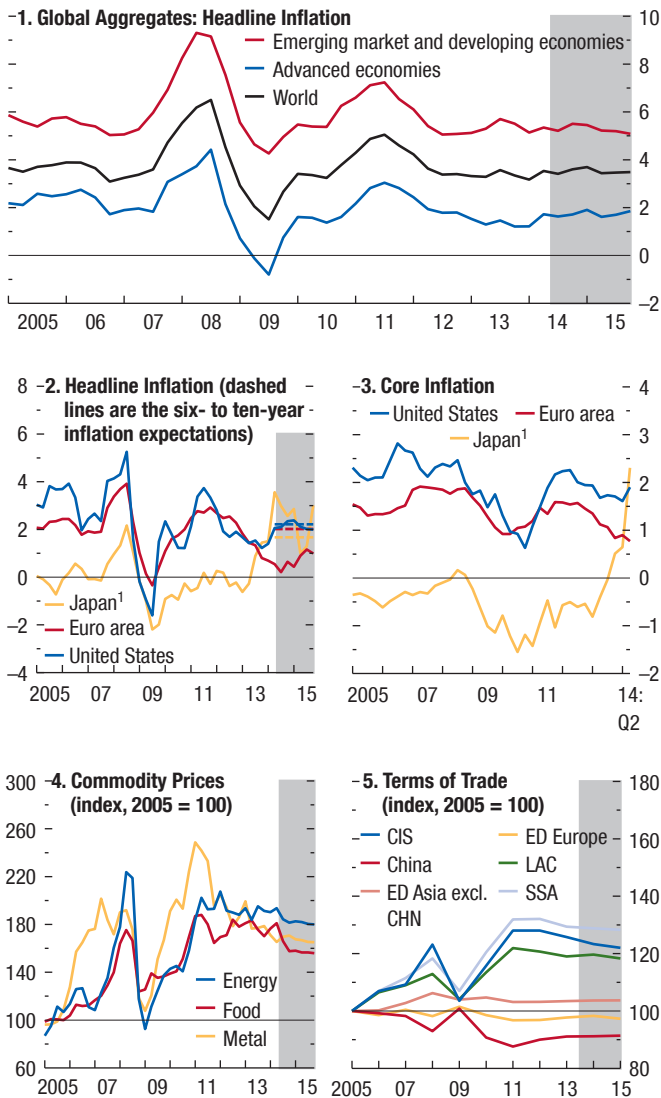 1. Global Aggregates: Headline Inflation
Emerging market and developing economies
Advanced economies
World
10
8
6
4
2
0
–2
2005 06 07 08 09 10 11 12 13 14 15
2. Headline Inflation (dashed
lines are the six- to ten-year
inflation expectations)
8
6
4
2
0
–2
–4
Japan1
Euro area
United States
2005 07 09 11 13 15
3. Core Inflation
United States Euro area
Japan1
4
3
2
1
0
–1
–2
2005 07 09 11 14:
Q2
4. Commodity Prices
(index, 2005 = 100)
300
260
220
180
140
100
60
Energy
Food
Metal
2005 07 09 11 13 15
5. Terms of Trade
(index, 2005 = 100)
CIS ED Europe
China LAC
ED Asia excl. SSA
CHN
180
160
140
120
100
80
2005 07 09 11 13 15